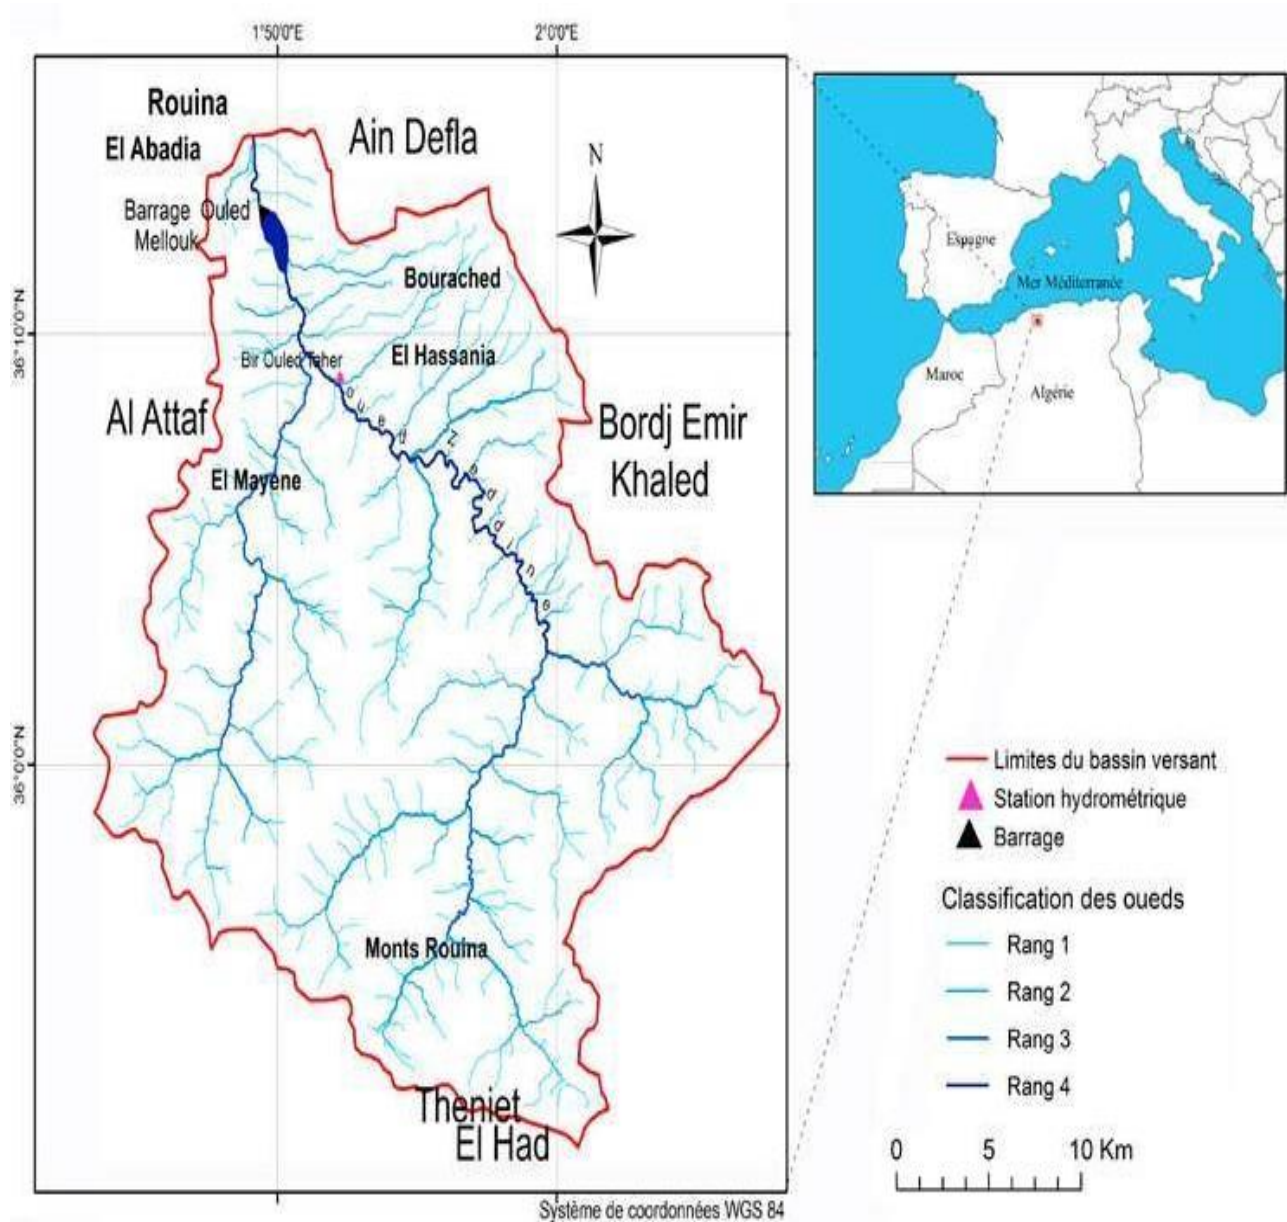 1°50'0"E
2°0'0"E
Rouina
El Abadia
Ain Defla
N
Barrage Ouled
Mellouk
Bourached
36°10'0"N
Bir Ouled Taher
El Hassania
Al Attaf
Oued Zeddine
Bordj Emir
Khaled
El Mayene
36°0'0"N
Monts Rouina
Theniet
El Had
Système de coordonnées WGS 84
Espagne
Mer Méditerranée
Maroc
Algérie
Limites du bassin versant
Station hydrométrique
Barrage
Classification des oueds
Rang 1
Rang 2
Rang 3
Rang 4
0 5 10 Km